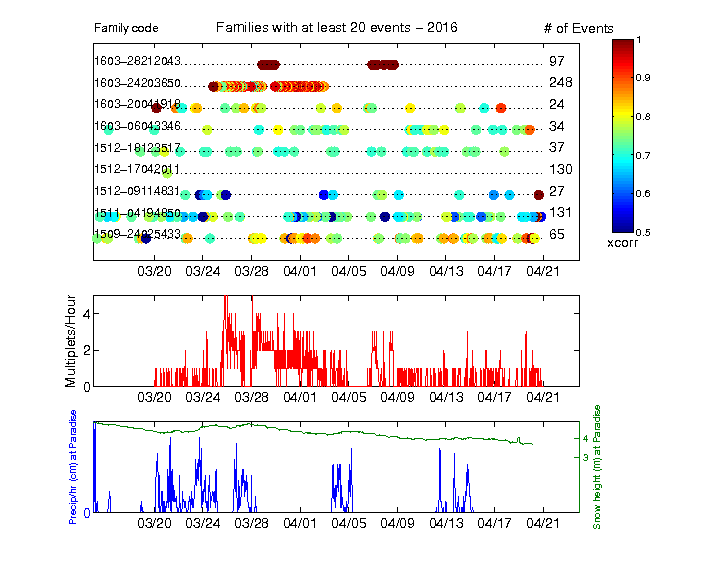 Family code Families with at least 20 events – 2016 # of Events
1603–28212043 97
1603–24203650 248
1603–20041918 24
1603–06043346 34
1512–18123517 37
1512–17042011 130
1512–09114831 27
1511–04194850 131
1509–24025433 65
03/20 03/24 03/28 04/01 04/05 04/09 04/13 04/17 04/21
1
0.9
0.8
0.7
0.6
0.5
xcorr
Multiplets/Hour
4
2
0
03/20 03/24 03/28 04/01 04/05 04/09 04/13 04/17 04/21
Precip/hr (cm) at Paradise
0
4
3
Snow height (m) at Paradise
03/20 03/24 03/28 04/01 04/05 04/09 04/13 04/17 04/21